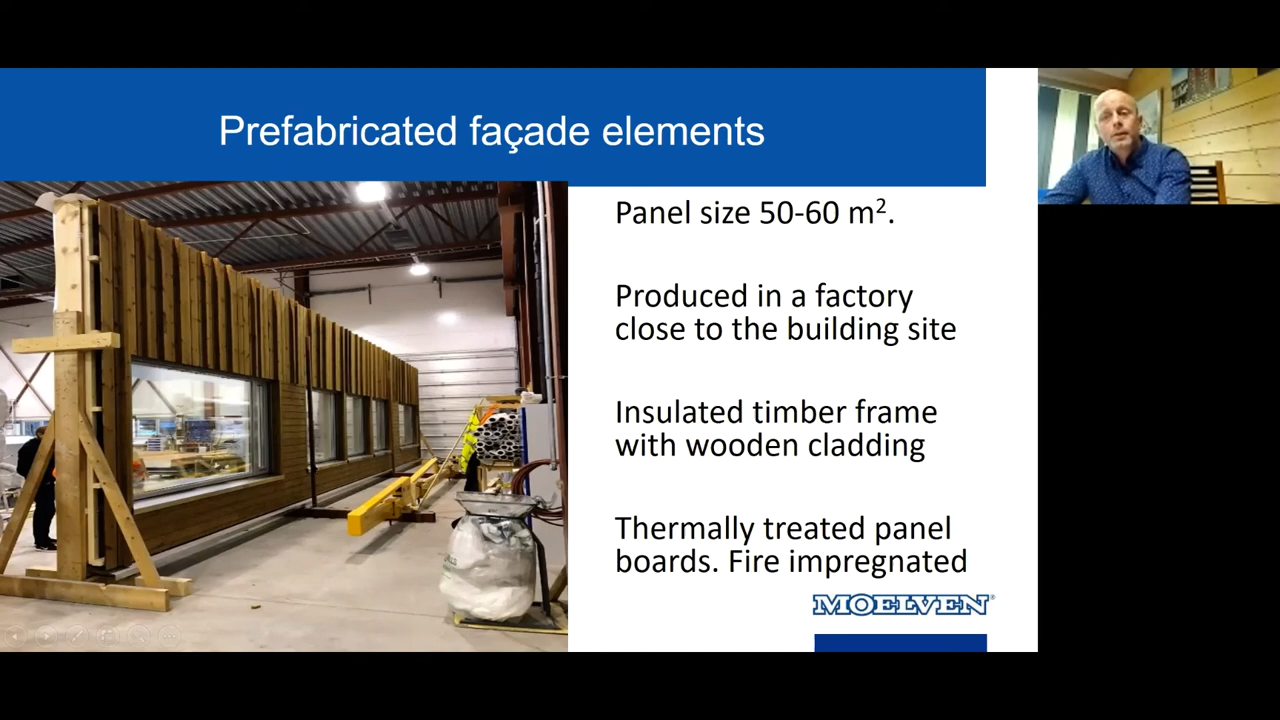 Prefabricated façade elements
Panel size 50-60 m².
Produced in a factory
close to the building site
Insulated timber frame
with wooden cladding
Thermally treated panel
boards. Fire impregnated
MOELVEN®